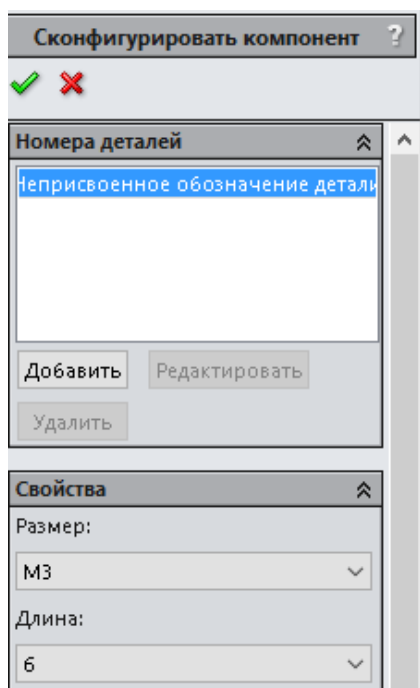 Сконфигурировать компонент ?
Номера деталей
Неприсвоенное обозначение детали
Добавить Редактировать
Удалить
Свойства
Размер:
M3
Длина:
6